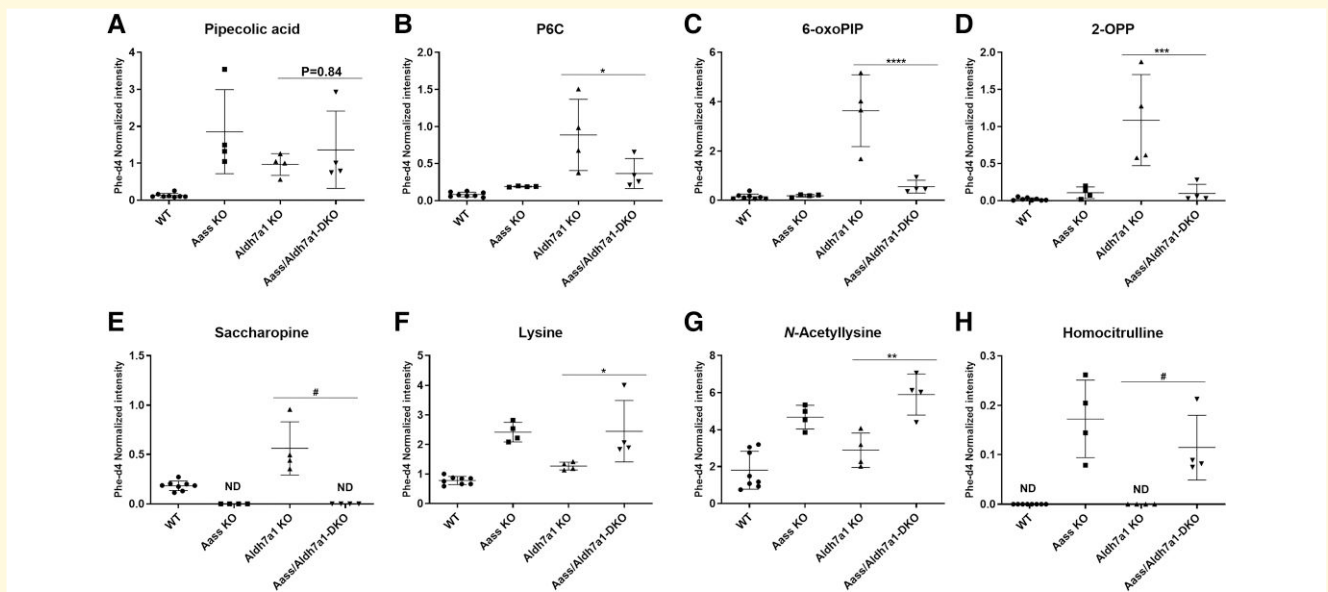 A
Pipecolic acid
Phe-d4 Normalized intensity
4
3
2
1
0
P=0.84
WT
Aass KO
Aldh7a1 KO
Aass/Aldh7a1-DKO
B
P6C
Phe-d4 Normalized intensity
2.0
1.5
1.0
0.5
0.0
*
WT
Aass KO
Aldh7a1 KO
Aass/Aldh7a1-DKO
C
6-oxoPIP
Phe-d4 Normalized intensity
6
4
2
0
****
WT
Aass KO
Aldh7a1 KO
Aass/Aldh7a1-DKO
D
2-OPP
Phe-d4 Normalized intensity
2.0
1.5
1.0
0.5
0.0
***
WT
Aass KO
Aldh7a1 KO
Aass/Aldh7a1-DKO
E
Saccharopine
Phe-d4 Normalized intensity
1.5
1.0
0.5
0.0
#
ND
ND
WT
Aass KO
Aldh7a1 KO
Aass/Aldh7a1-DKO
F
Lysine
Phe-d4 Normalized intensity
5
4
3
2
1
0
*
WT
Aass KO
Aldh7a1 KO
Aass/Aldh7a1-DKO
G
N-Acetyllysine
Phe-d4 Normalized intensity
8
6
4
2
0
**
WT
Aass KO
Aldh7a1 KO
Aass/Aldh7a1-DKO
H
Homocitrulline
Phe-d4 Normalized intensity
0.3
0.2
0.1
0.0
#
ND
ND
WT
Aass KO
Aldh7a1 KO
Aass/Aldh7a1-DKO